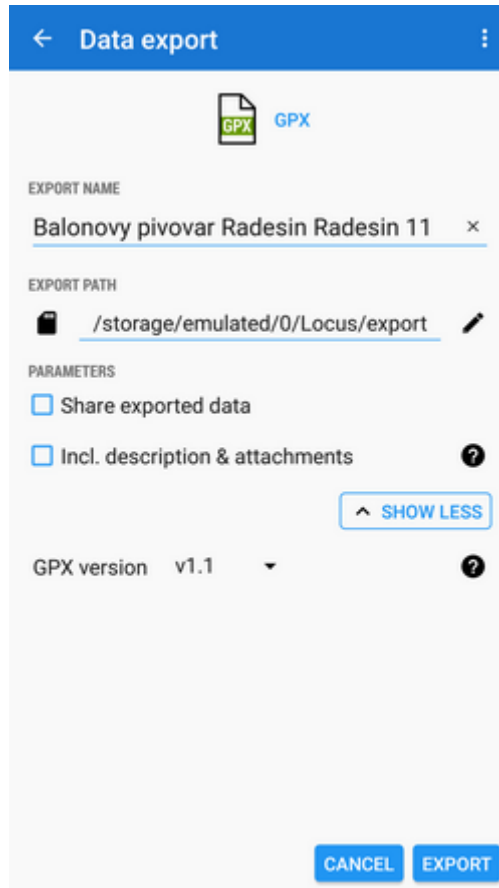 Data export
GPX
GPX
EXPORT NAME
Balonovy pivovar Radesin Radesin 11
EXPORT PATH
/storage/emulated/0/Locus/export
PARAMETERS
Share exported data
Incl. description & attachments
SHOW LESS
GPX version v1.1
CANCEL EXPORT